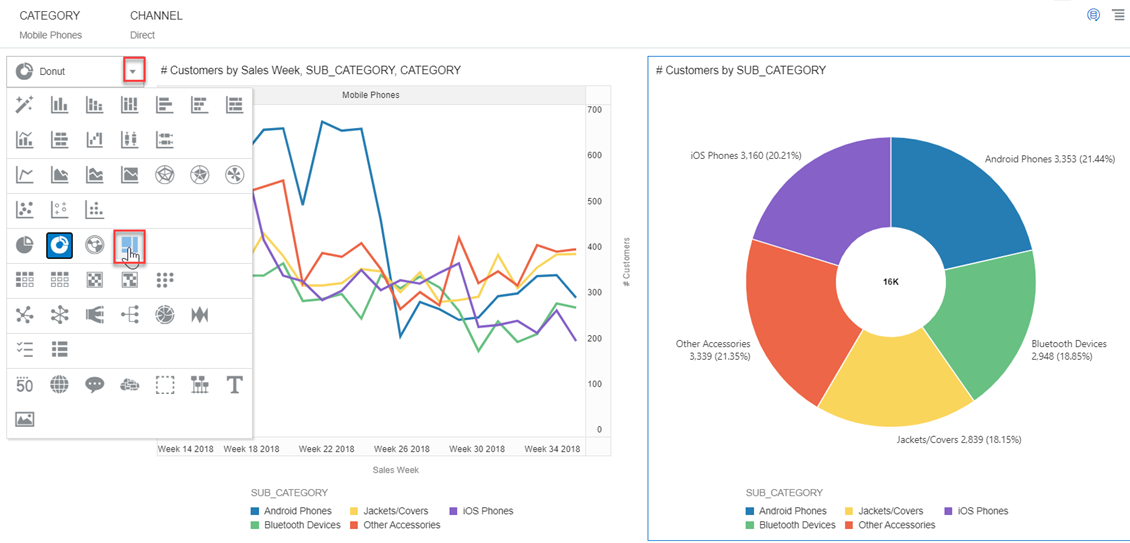 CATEGORY
Mobile Phones
CHANNEL
Direct
Donut
50
T
# Customers by Sales Week, SUB_CATEGORY, CATEGORY
Mobile Phones
700
600
500
400
300
200
100
0
# Customers
Week 14 2018 Week 18 2018 Week 22 2018 Week 26 2018 Week 30 2018 Week 34 2018
Sales Week
SUB_CATEGORY
Android Phones Jackets/Covers iOS Phones
Bluetooth Devices Other Accessories
# Customers by SUB_CATEGORY
iOS Phones 3,160 (20.21%)
Android Phones 3,353 (21.44%)
16K
Other Accessories
3,339 (21.35%)
Bluetooth Devices
2,948 (18.85%)
Jackets/Covers 2,839 (18.15%)
SUB_CATEGORY
Android Phones Jackets/Covers iOS Phones
Bluetooth Devices Other Accessories